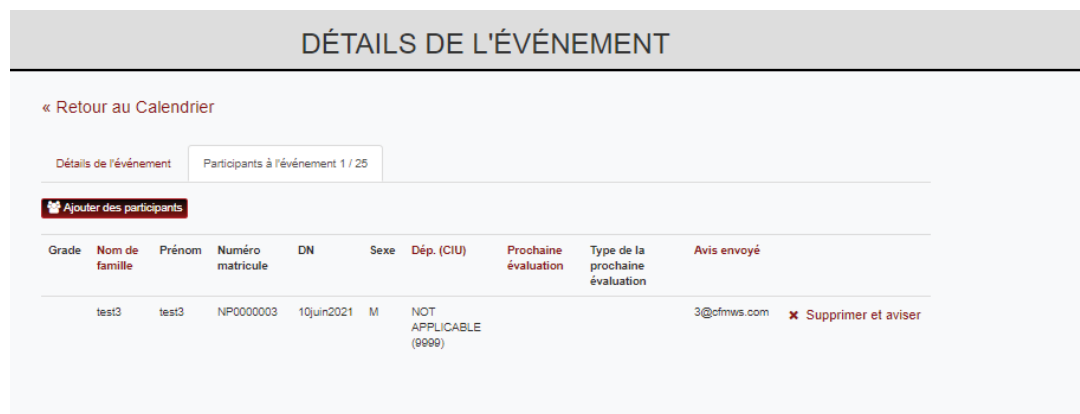 DÉTAILS DE L'ÉVÉNEMENT
« Retour au Calendrier
Détails de l'événement
Participants à l'événement 1 / 25
Ajouter des participants
Grade Nom de famille Prénom Numéro matricule DN Sexe Dép. (CIU) Prochaine évaluation Type de la prochaine évaluation Avis envoyé
test3 test3 NP0000003 10juin2021 M NOT APPLICABLE (9999) 3@cfmws.com × Supprimer et aviser